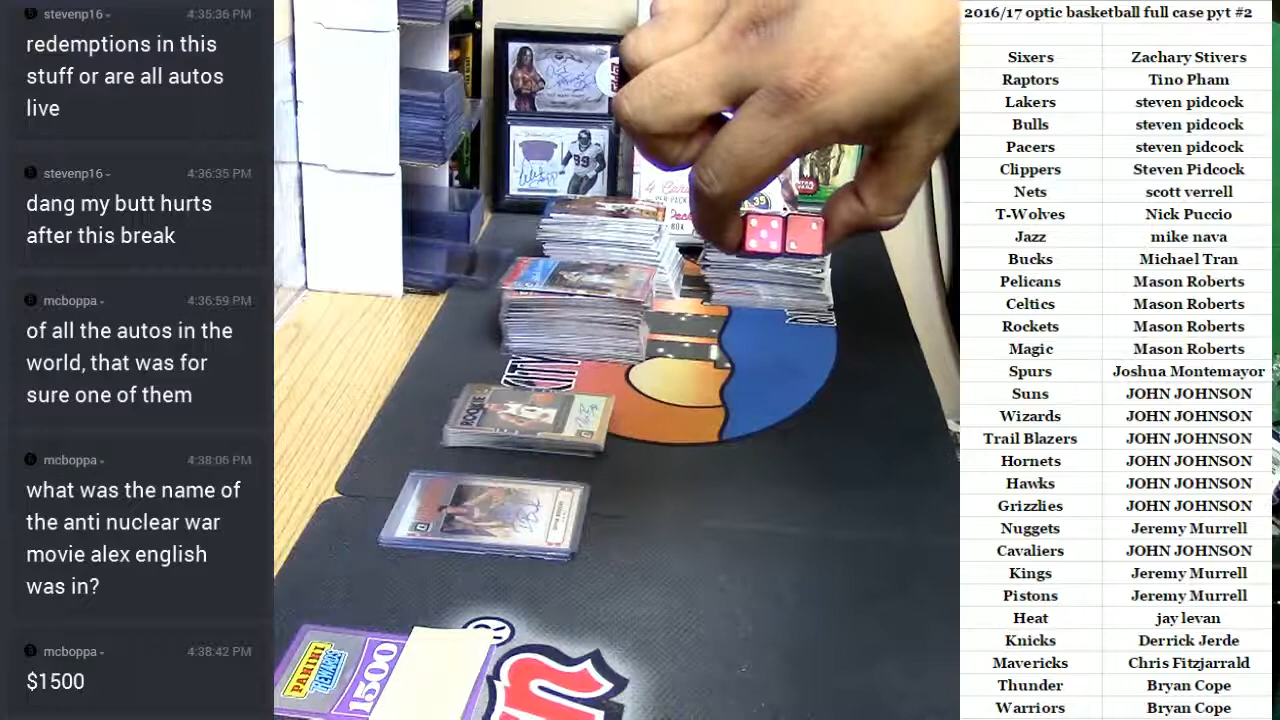 stevenp16
4:35:36 PM
redemptions in this
stuff or are all autos
live
stevenp16
4:36:35 PM
dang my butt hurts
after this break
mcboppa
4:36:59 PM
of all the autos in the
world, that was for
sure one of them
mcboppa
4:38:06 PM
what was the name of
the anti nuclear war
movie alex english
was in?
mcboppa
4:38:42 PM
$1500
99
ROOKIE
PANINI
REWARDS
1500
®
2016/17 optic basketball full case pyt #2
Sixers Zachary Stivers
Raptors Tino Pham
Lakers steven pidcock
Bulls steven pidcock
Pacers steven pidcock
Clippers Steven Pidcock
Nets scott verrell
T-Wolves Nick Puccio
Jazz mike nava
Bucks Michael Tran
Pelicans Mason Roberts
Celtics Mason Roberts
Rockets Mason Roberts
Magic Mason Roberts
Spurs Joshua Montemayor
Suns JOHN JOHNSON
Wizards JOHN JOHNSON
Trail Blazers JOHN JOHNSON
Hornets JOHN JOHNSON
Hawks JOHN JOHNSON
Grizzlies JOHN JOHNSON
Nuggets Jeremy Murrell
Cavaliers JOHN JOHNSON
Kings Jeremy Murrell
Pistons Jeremy Murrell
Heat jay levan
Knicks Derrick Jerde
Mavericks Chris Fitzjarrald
Thunder Bryan Cope
Warriors Bryan Cope